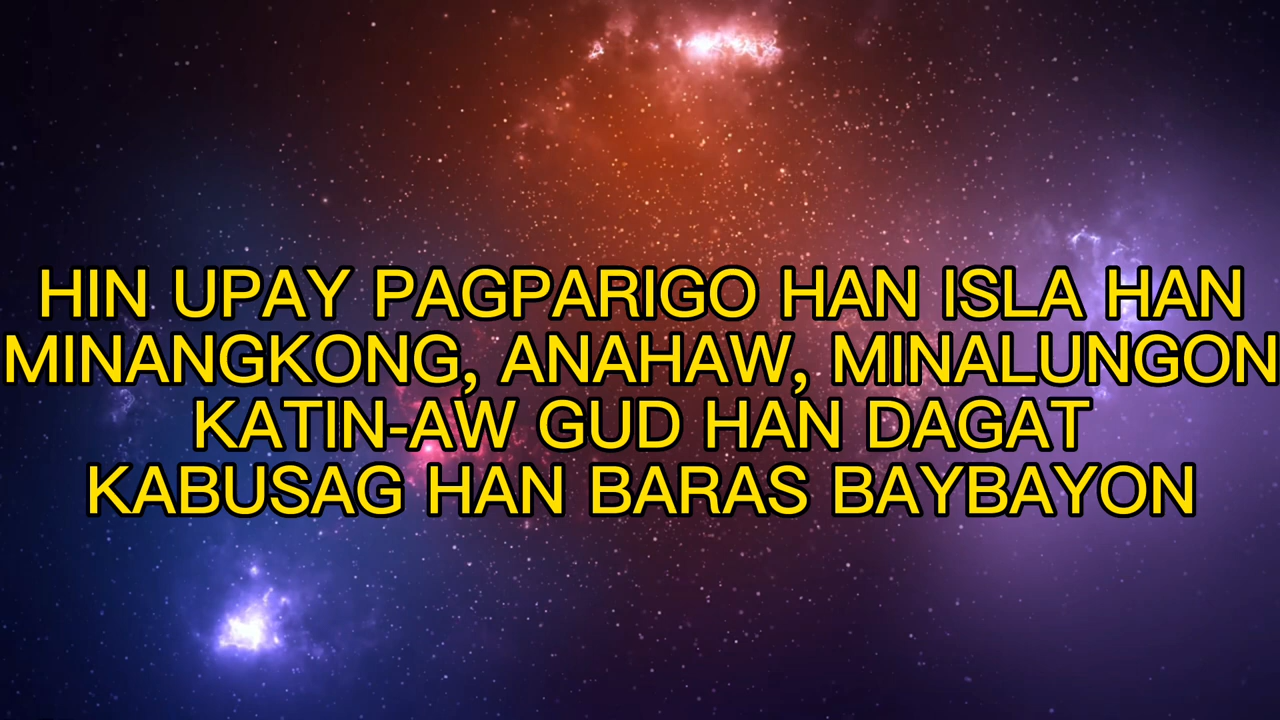 HIN UPAY PAGPARIGO HAN ISLA HAN
MINANGKONG, ANAHAW, MINALUNGON
KATIN-AW GUD HAN DAGAT
KABUSAG HAN BARAS BAYBAYON